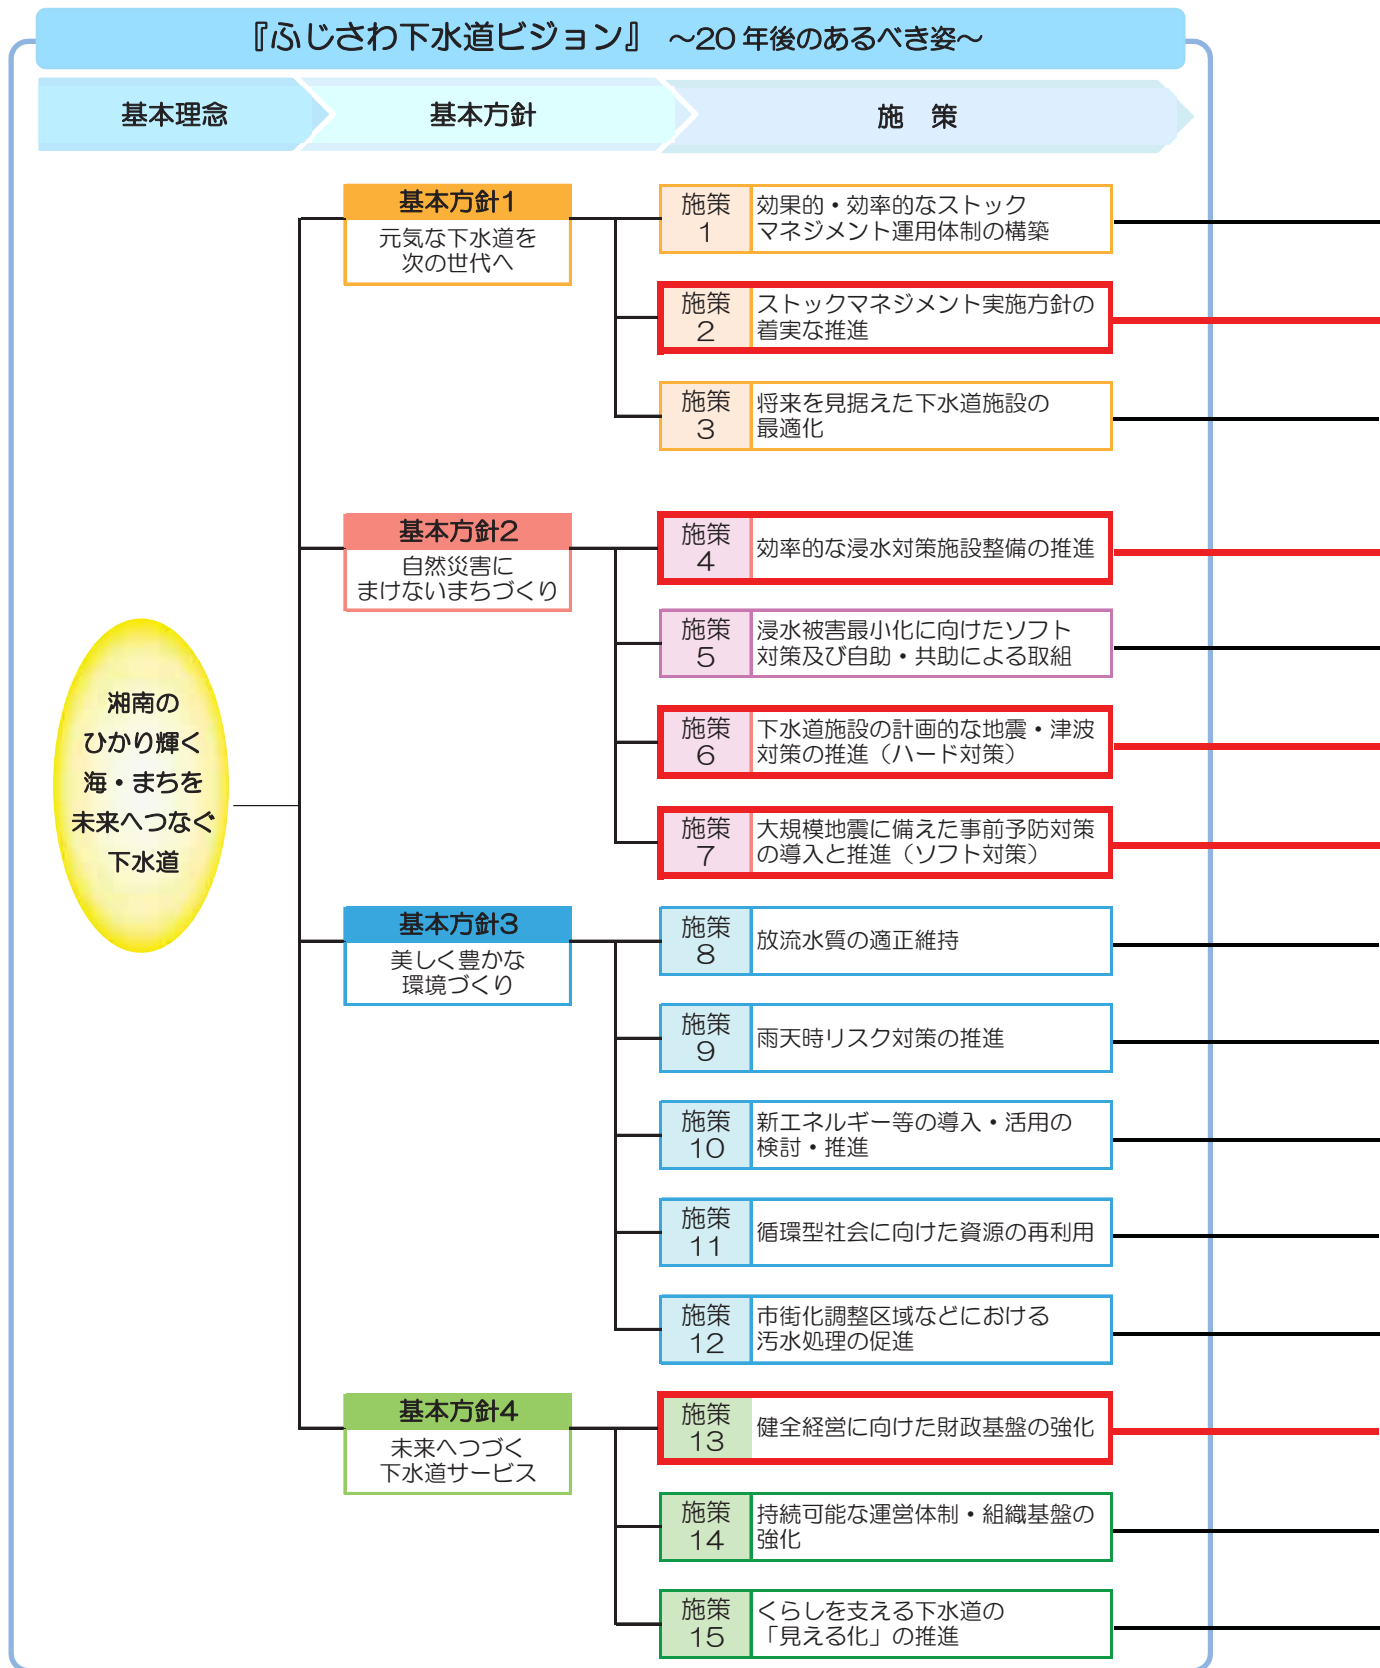 『ふじさわ下水道ビジョン』 ～20年後のあるべき姿～
基本理念
基本方針
施 策
湘南の
ひかり輝く
海・まちを
未来へつなぐ
下水道
基本方針1
元気な下水道を
次の世代へ
施策
1
効果的・効率的なストック
マネジメント運用体制の構築
施策
2
ストックマネジメント実施方針の
着実な推進
施策
3
将来を見据えた下水道施設の
最適化
基本方針2
自然災害に
まけないまちづくり
施策
4
効率的な浸水対策施設整備の推進
施策
5
浸水被害最小化に向けたソフト
対策及び自助・共助による取組
施策
6
下水道施設の計画的な地震・津波
対策の推進（ハード対策）
施策
7
大規模地震に備えた事前予防対策
の導入と推進（ソフト対策）
基本方針3
美しく豊かな
環境づくり
施策
8
放流水質の適正維持
施策
9
雨天時リスク対策の推進
施策
10
新エネルギー等の導入・活用の
検討・推進
施策
11
循環型社会に向けた資源の再利用
施策
12
市街化調整区域などにおける
汚水処理の促進
基本方針4
未来へつづく
下水道サービス
施策
13
健全経営に向けた財政基盤の強化
施策
14
持続可能な運営体制・組織基盤の
強化
施策
15
くらしを支える下水道の
「見える化」の推進